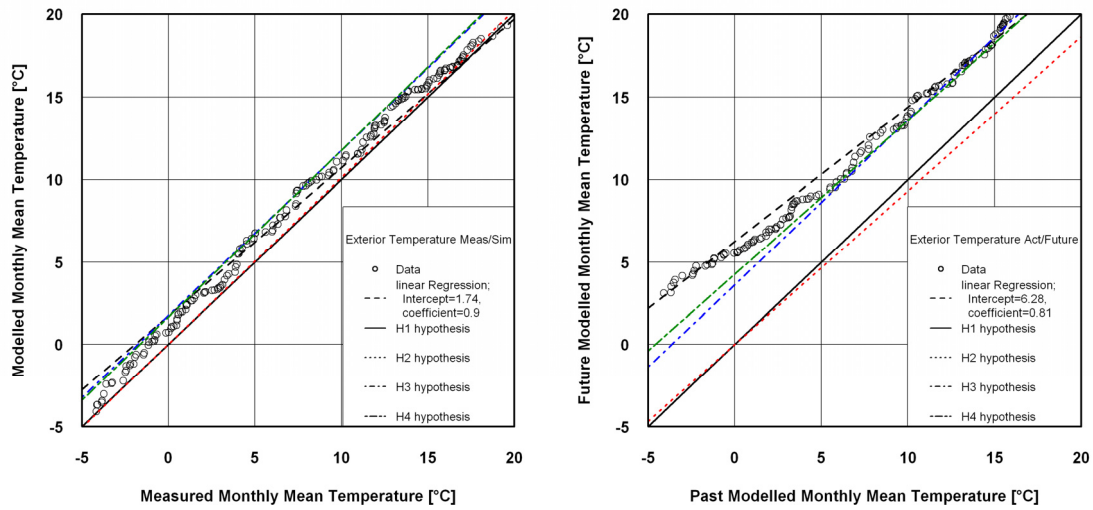 20
15
10
5
0
-5
Modelled Monthly Mean Temperature [°C]
Exterior Temperature Meas/Sim
Data
linear Regression;
Intercept=1.74,
coefficient=0.9
H1 hypothesis
H2 hypothesis
H3 hypothesis
H4 hypothesis
-5 0 5 10 15 20
Measured Monthly Mean Temperature [°C]
20
15
10
5
0
-5
Future Modelled Monthly Mean Temperature [°C]
Exterior Temperature Act/Future
Data
linear Regression;
Intercept=6.28,
coefficient=0.81
H1 hypothesis
H2 hypothesis
H3 hypothesis
H4 hypothesis
-5 0 5 10 15 20
Past Modelled Monthly Mean Temperature [°C]